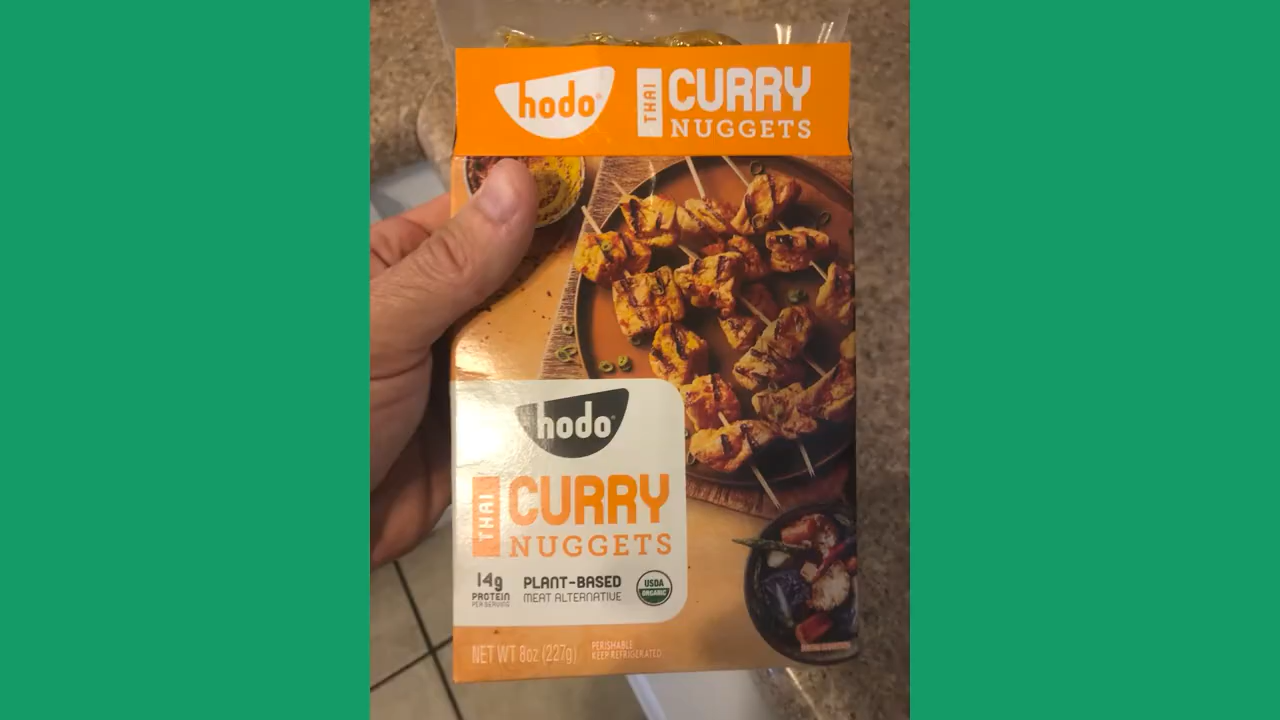 hodo®
THAI
CURRY
NUGGETS
hodo®
THAI
CURRY
NUGGETS
14g
PROTEIN
PER SERVING
PLANT-BASED
MEAT ALTERNATIVE
USDA
ORGANIC
NET WT 8oz (227g)
PERISHABLE
KEEP REFRIGERATED